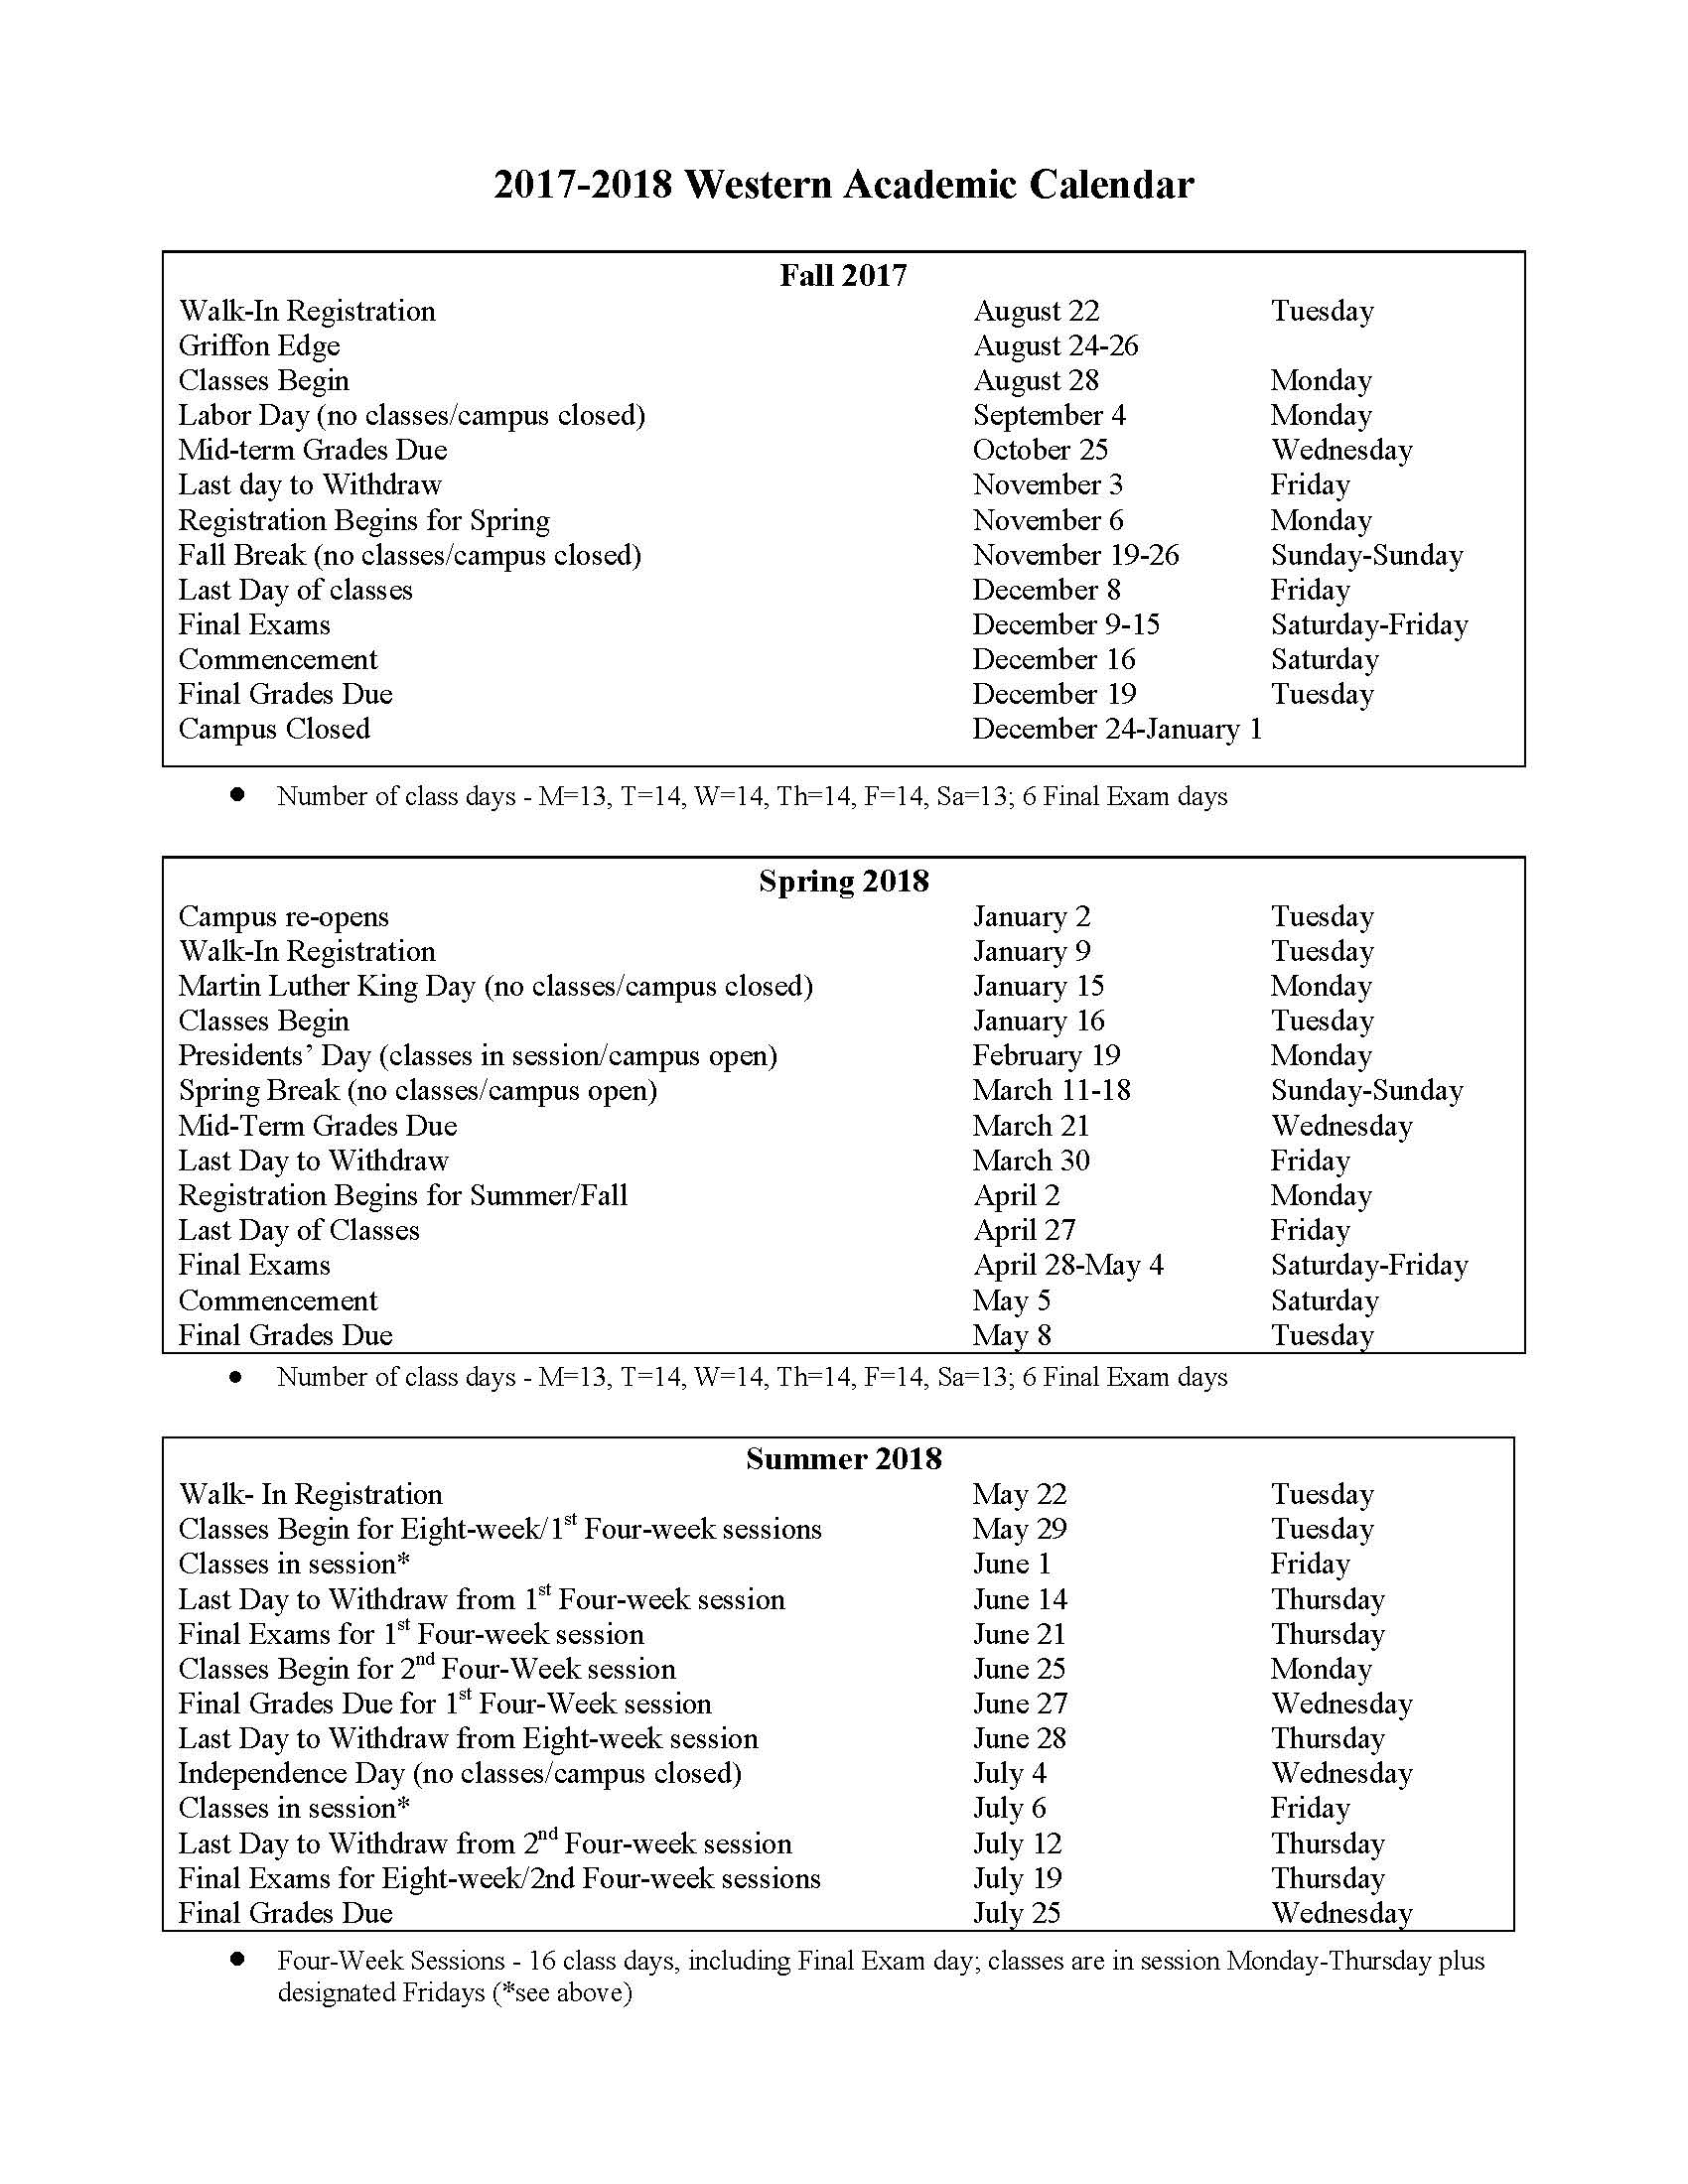 2017-2018 Western Academic Calendar
Fall 2017
Walk-In Registration August 22 Tuesday
Griffon Edge August 24-26
Classes Begin August 28 Monday
Labor Day (no classes/campus closed) September 4 Monday
Mid-term Grades Due October 25 Wednesday
Last day to Withdraw November 3 Friday
Registration Begins for Spring November 6 Monday
Fall Break (no classes/campus closed) November 19-26 Sunday-Sunday
Last Day of classes December 8 Friday
Final Exams December 9-15 Saturday-Friday
Commencement December 16 Saturday
Final Grades Due December 19 Tuesday
Campus Closed December 24-January 1
• Number of class days - M=13, T=14, W=14, Th=14, F=14, Sa=13; 6 Final Exam days
Spring 2018
Campus re-opens January 2 Tuesday
Walk-In Registration January 9 Tuesday
Martin Luther King Day (no classes/campus closed) January 15 Monday
Classes Begin January 16 Tuesday
Presidents’ Day (classes in session/campus open) February 19 Monday
Spring Break (no classes/campus open) March 11-18 Sunday-Sunday
Mid-Term Grades Due March 21 Wednesday
Last Day to Withdraw March 30 Friday
Registration Begins for Summer/Fall April 2 Monday
Last Day of Classes April 27 Friday
Final Exams April 28-May 4 Saturday-Friday
Commencement May 5 Saturday
Final Grades Due May 8 Tuesday
• Number of class days - M=13, T=14, W=14, Th=14, F=14, Sa=13; 6 Final Exam days
Summer 2018
Walk- In Registration May 22 Tuesday
Classes Begin for Eight-week/1st Four-week sessions May 29 Tuesday
Classes in session* June 1 Friday
Last Day to Withdraw from 1st Four-week session June 14 Thursday
Final Exams for 1st Four-week session June 21 Thursday
Classes Begin for 2nd Four-Week session June 25 Monday
Final Grades Due for 1st Four-Week session June 27 Wednesday
Last Day to Withdraw from Eight-week session June 28 Thursday
Independence Day (no classes/campus closed) July 4 Wednesday
Classes in session* July 6 Friday
Last Day to Withdraw from 2nd Four-week session July 12 Thursday
Final Exams for Eight-week/2nd Four-week sessions July 19 Thursday
Final Grades Due July 25 Wednesday
• Four-Week Sessions - 16 class days, including Final Exam day; classes are in session Monday-Thursday plus
designated Fridays (*see above)